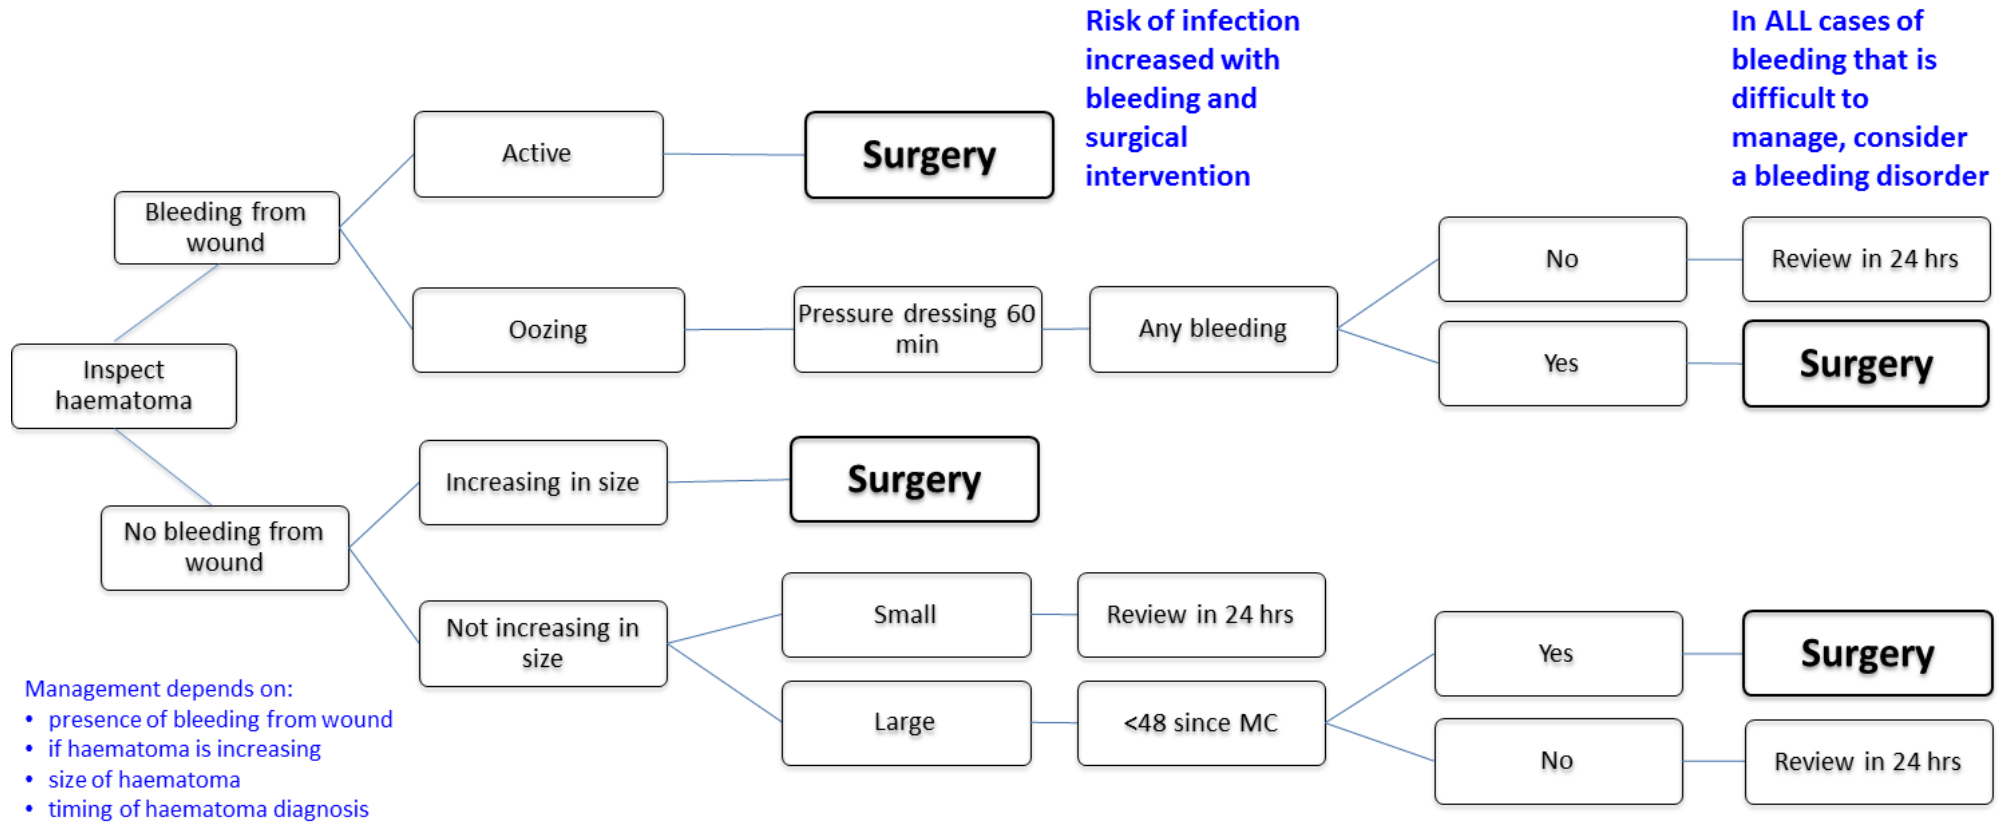 Risk of infection
increased with
bleeding and
surgical
intervention
In ALL cases of
bleeding that is
difficult to
manage, consider
a bleeding disorder
Inspect
haematoma
Bleeding from
wound
Active
Surgery
Oozing
Pressure dressing 60
min
Any bleeding
No
Review in 24 hrs
Yes
Surgery
No bleeding from
wound
Increasing in size
Surgery
Not increasing in
size
Small
Review in 24 hrs
Large
<48 since MC
Yes
Surgery
No
Review in 24 hrs
Management depends on:
• presence of bleeding from wound
• if haematoma is increasing
• size of haematoma
• timing of haematoma diagnosis